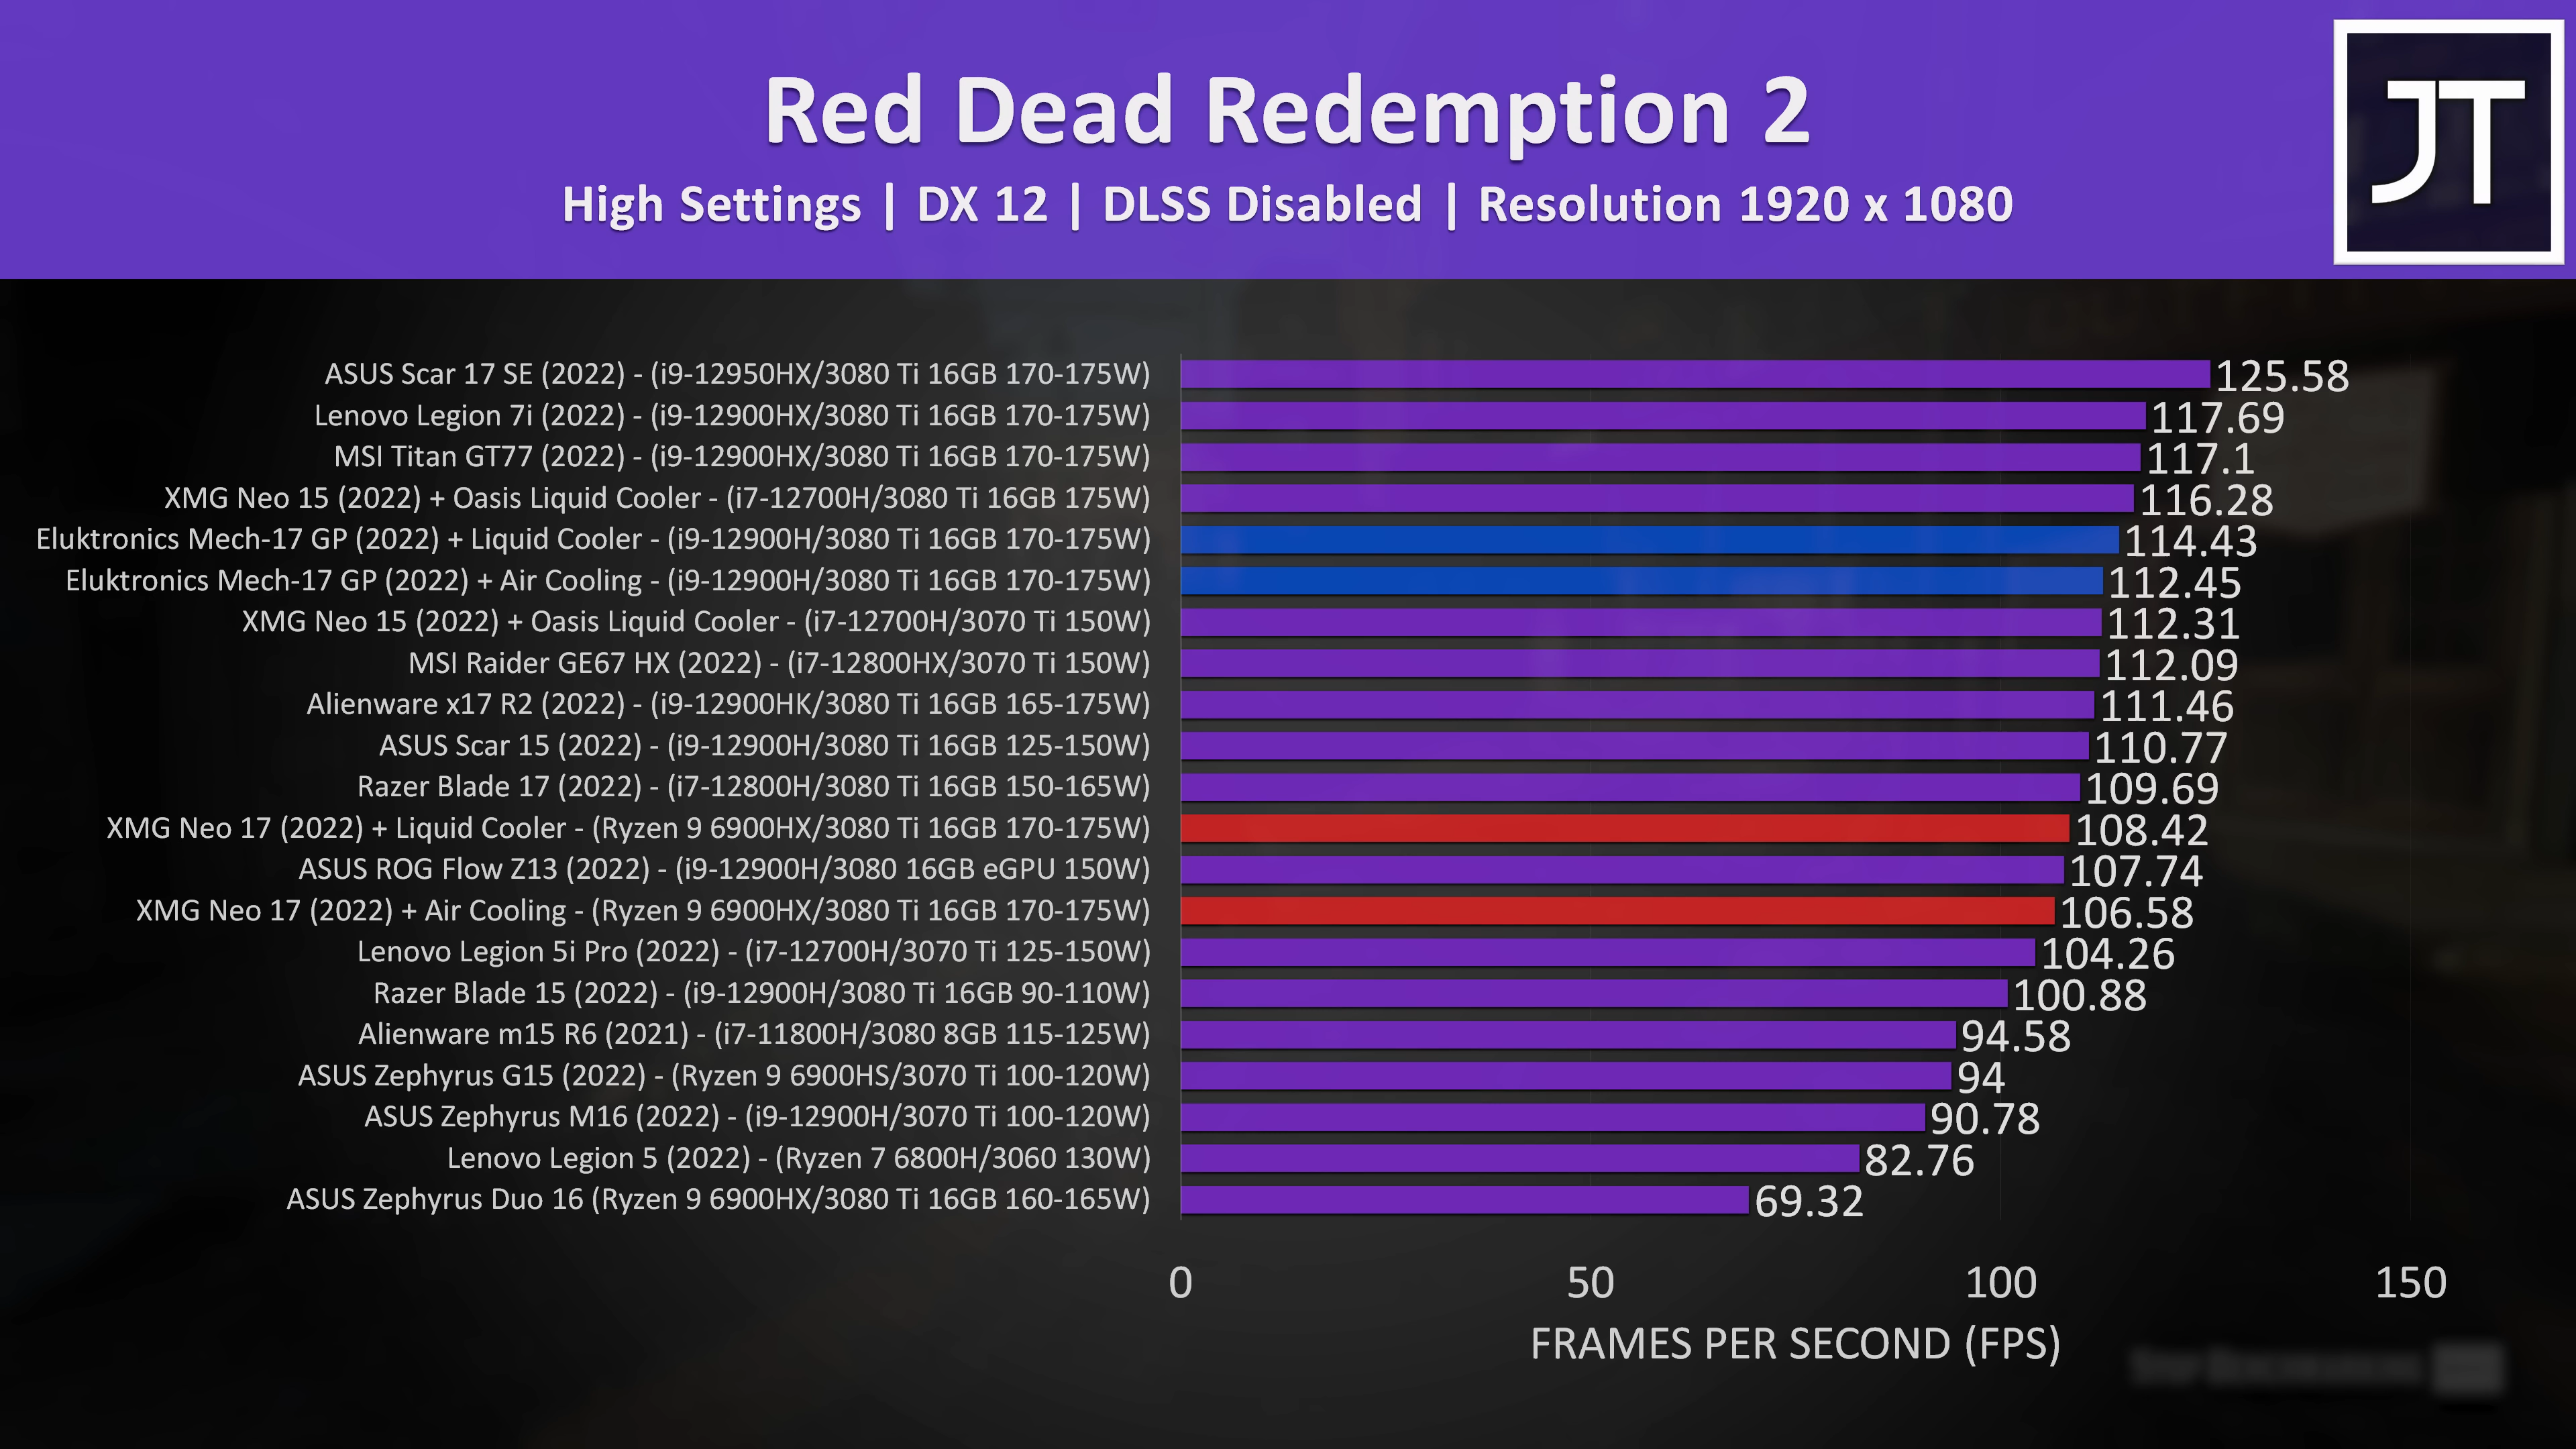 Red Dead Redemption 2
JT
High Settings | DX 12 | DLSS Disabled | Resolution 1920 x 1080
ASUS Scar 17 SE (2022) - (i9-12950HX/3080 Ti 16GB 170-175W) 125.58
Lenovo Legion 7i (2022) - (i9-12900HX/3080 Ti 16GB 170-175W) 117.69
MSI Titan GT77 (2022) - (i9-12900HX/3080 Ti 16GB 170-175W) 117.1
XMG Neo 15 (2022) + Oasis Liquid Cooler - (i7-12700H/3080 Ti 16GB 175W) 116.28
Eluktronics Mech-17 GP (2022) + Liquid Cooler - (i9-12900H/3080 Ti 16GB 170-175W) 114.43
Eluktronics Mech-17 GP (2022) + Air Cooling - (i9-12900H/3080 Ti 16GB 170-175W) 112.45
XMG Neo 15 (2022) + Oasis Liquid Cooler - (i7-12700H/3070 Ti 150W) 112.31
MSI Raider GE67 HX (2022) - (i7-12800HX/3070 Ti 150W) 112.09
Alienware x17 R2 (2022) - (i9-12900HK/3080 Ti 16GB 165-175W) 111.46
ASUS Scar 15 (2022) - (i9-12900H/3080 Ti 16GB 125-150W) 110.77
Razer Blade 17 (2022) - (i7-12800H/3080 Ti 16GB 150-165W) 109.69
XMG Neo 17 (2022) + Liquid Cooler - (Ryzen 9 6900HX/3080 Ti 16GB 170-175W) 108.42
ASUS ROG Flow Z13 (2022) - (i9-12900H/3080 16GB eGPU 150W) 107.74
XMG Neo 17 (2022) + Air Cooling - (Ryzen 9 6900HX/3080 Ti 16GB 170-175W) 106.58
Lenovo Legion 5i Pro (2022) - (i7-12700H/3070 Ti 125-150W) 104.26
Razer Blade 15 (2022) - (i9-12900H/3080 Ti 16GB 90-110W) 100.88
Alienware m15 R6 (2021) - (i7-11800H/3080 8GB 115-125W) 94.58
ASUS Zephyrus G15 (2022) - (Ryzen 9 6900HS/3070 Ti 100-120W) 94
ASUS Zephyrus M16 (2022) - (i9-12900H/3070 Ti 100-120W) 90.78
Lenovo Legion 5 (2022) - (Ryzen 7 6800H/3060 130W) 82.76
ASUS Zephyrus Duo 16 (Ryzen 9 6900HX/3080 Ti 16GB 160-165W) 69.32
0 50 100 150
FRAMES PER SECOND (FPS)